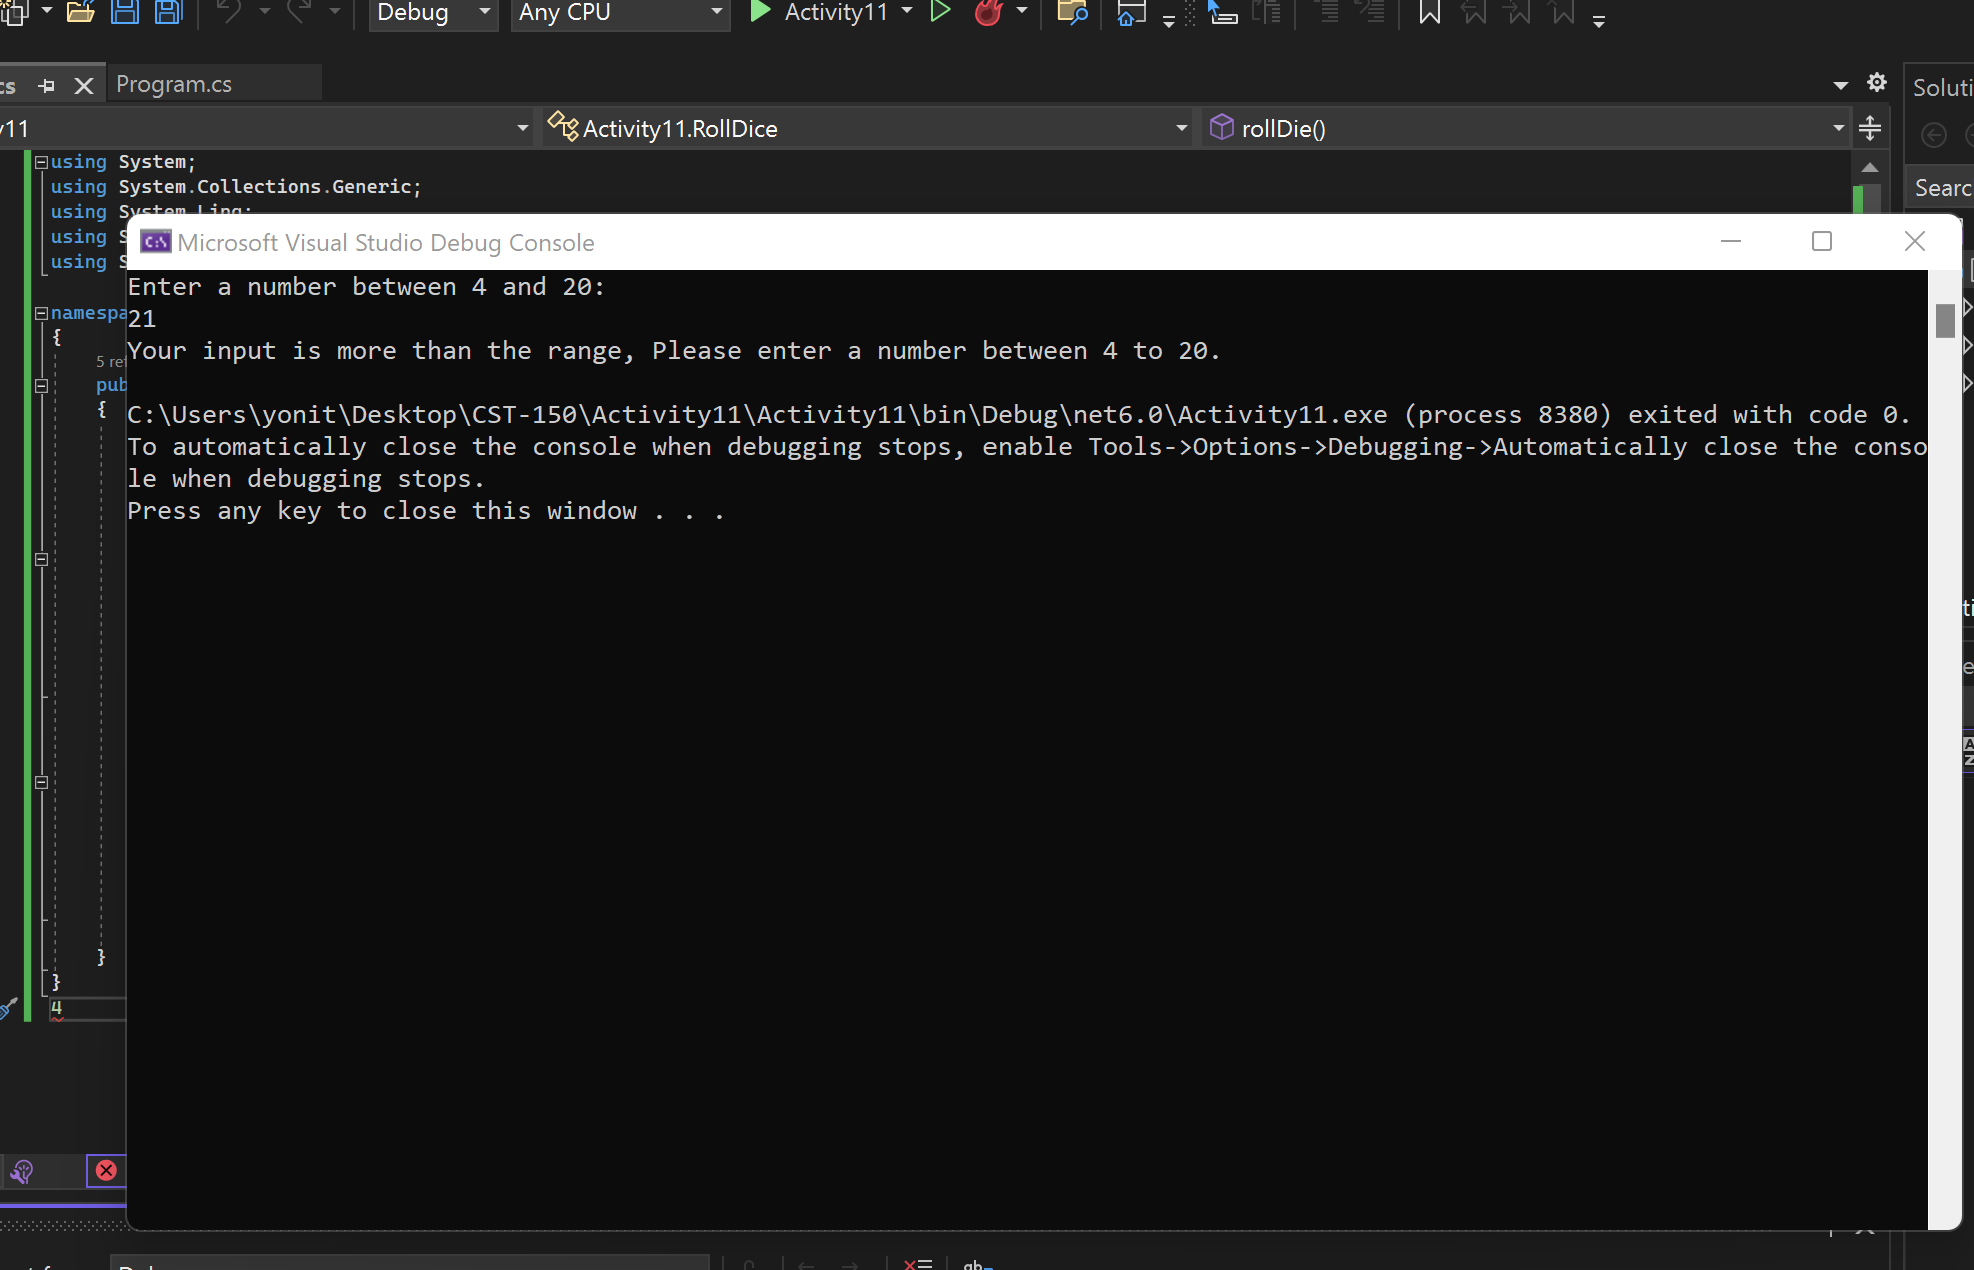 Debug
Any CPU
Activity11
cs
Program.cs
Soluti
y11
Activity11.RollDice
rollDie()
using System;
using System.Collections.Generic;
using System.Linq;
Searc
using S
using S
Microsoft Visual Studio Debug Console
Enter a number between 4 and 20:
namespa
21
{
Your input is more than the range, Please enter a number between 4 to 20.
5 ref
pub
{
C:\Users\yonit\Desktop\CST-150\Activity11\Activity11\bin\Debug\net6.0\Activity11.exe (process 8380) exited with code 0.
To automatically close the console when debugging stops, enable Tools->Options->Debugging->Automatically close the conso
le when debugging stops.
Press any key to close this window . . .
}
}
4